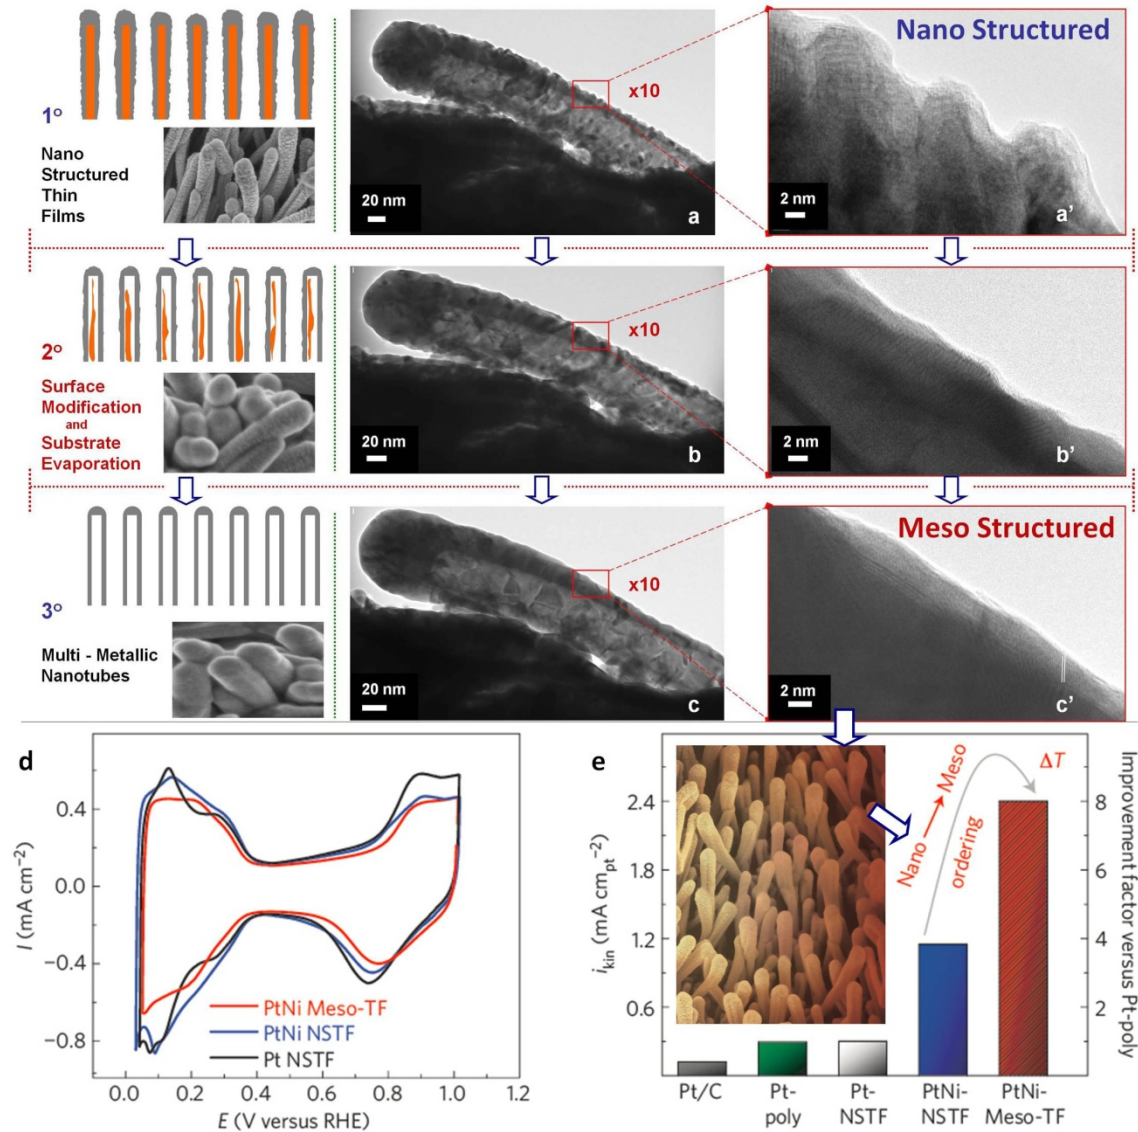 1°
Nano
Structured
Thin
Films
20 nm
a
x10
Nano Structured
2 nm
a'
2°
Surface
Modification
and
Substrate
Evaporation
20 nm
b
x10
2 nm
b'
3°
Multi - Metallic
Nanotubes
20 nm
c
x10
Meso Structured
2 nm
c'
d
I (mA cm⁻²)
0.4
0.0
−0.4
−0.8
PtNi Meso-TF
PtNi NSTF
Pt NSTF
0.0 0.2 0.4 0.6 0.8 1.0 1.2
E (V versus RHE)
e
i_kin (mA cm_pt⁻²)
2.4
1.8
1.2
0.6
Nano → Meso
ordering
ΔT
8
6
4
2
Improvement factor versus Pt-poly
Pt/C
Pt-
poly
Pt-
NSTF
PtNi-
NSTF
PtNi-
Meso-TF